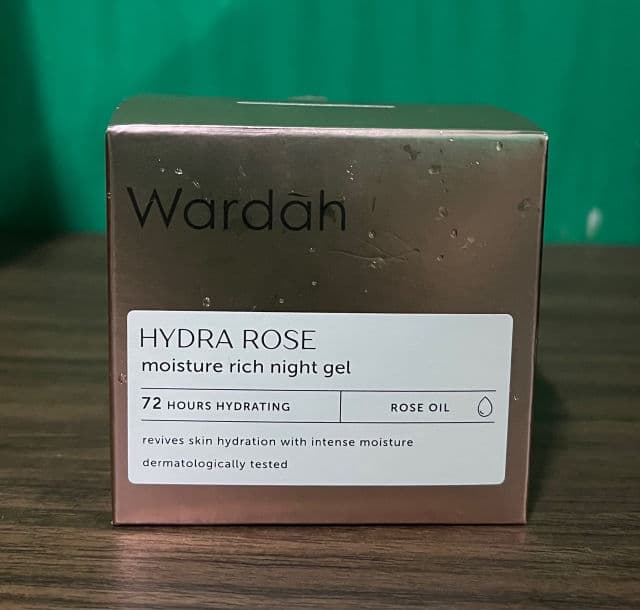 Wardah
HYDRA ROSE
moisture rich night gel
72 HOURS HYDRATING
ROSE OIL
revives skin hydration with intense moisture
dermatologically tested